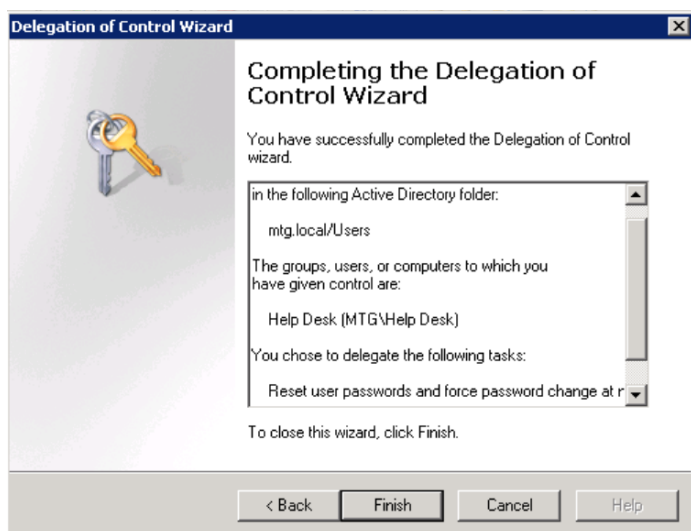 Delegation of Control Wizard
Completing the Delegation of
Control Wizard
You have successfully completed the Delegation of Control
wizard.
in the following Active Directory folder:
mtg.local/Users
The groups, users, or computers to which you
have given control are:
Help Desk (MTG\Help Desk)
You chose to delegate the following tasks:
Reset user passwords and force password change at
To close this wizard, click Finish.
< Back
Finish
Cancel
Help